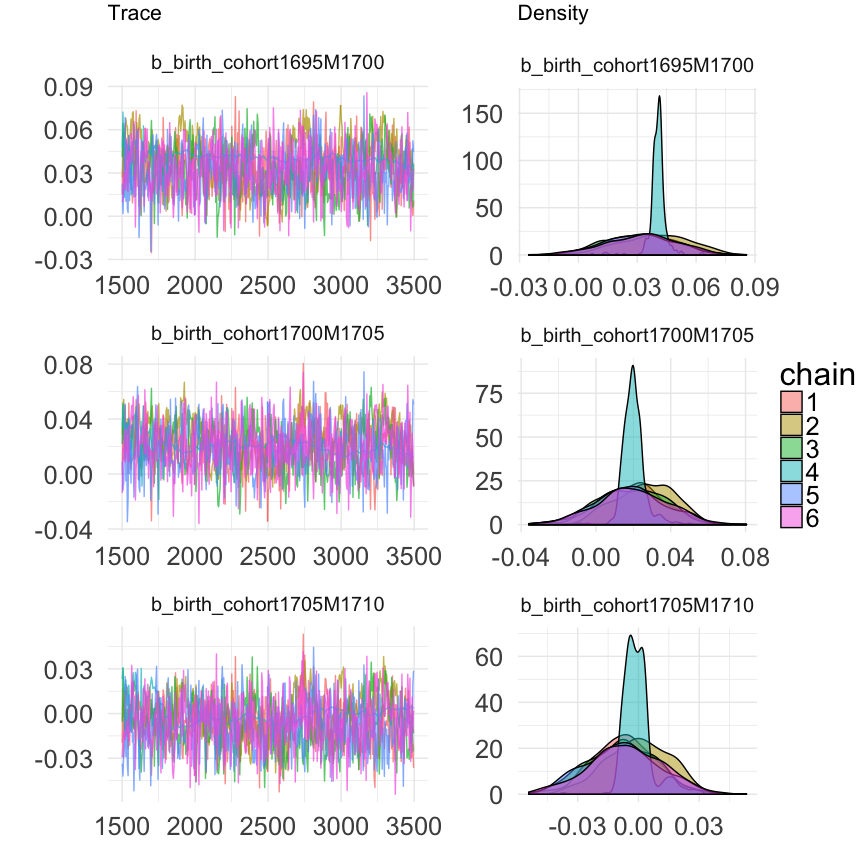 Trace
Density
b_birth_cohort1695M1700
b_birth_cohort1695M1700
0.09
0.06
0.03
0.00
-0.03
1500 2000 2500 3000 3500
150
100
50
0
-0.03 0.00 0.03 0.06 0.09
b_birth_cohort1700M1705
b_birth_cohort1700M1705
0.08
0.04
0.00
-0.04
1500 2000 2500 3000 3500
75
50
25
0
-0.04 0.00 0.04 0.08
b_birth_cohort1705M1710
b_birth_cohort1705M1710
0.03
0.00
-0.03
1500 2000 2500 3000 3500
60
40
20
0
-0.03 0.00 0.03
chain
1
2
3
4
5
6